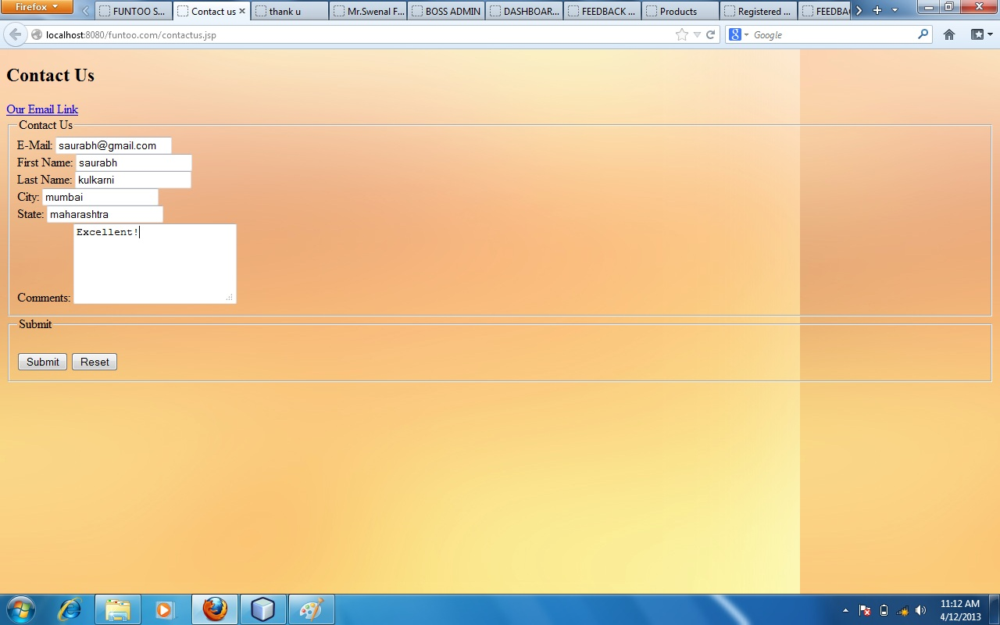 Firefox
FUNTOO S... Contact us thank u Mr.Swenal F... BOSS ADMIN DASHBOAR... FEEDBACK ... Products Registered ... FEEDBA
localhost:8080/funtoo.com/contactus.jsp Google
Contact Us
Our Email Link
Contact Us
E-Mail: saurabh@gmail.com
First Name: saurabh
Last Name: kulkarni
City: mumbai
State: maharashtra
Excellent!
Comments:
Submit
Submit Reset
11:12 AM
4/12/2013